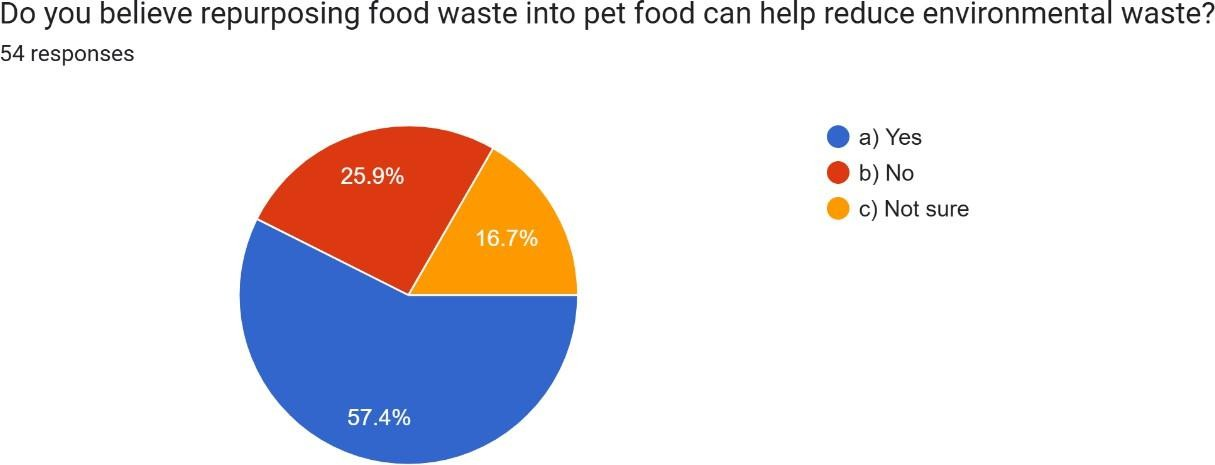 Do you believe repurposing food waste into pet food can help reduce environmental waste?
54 responses
a) Yes
b) No
c) Not sure
25.9%
16.7%
57.4%